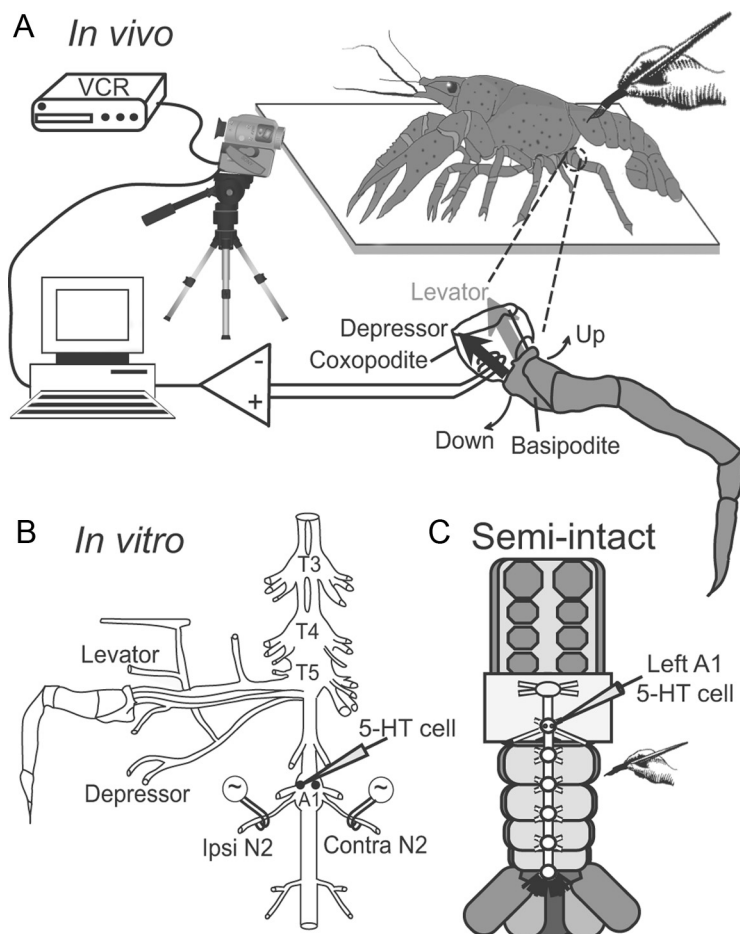 A
In vivo
VCR
Levator
Depressor
Coxopodite
Up
Down
Basipodite
-
+
B
In vitro
T3
T4
T5
Levator
Depressor
5-HT cell
A1
~
~
Ipsi N2
Contra N2
C
Semi-intact
Left A1
5-HT cell